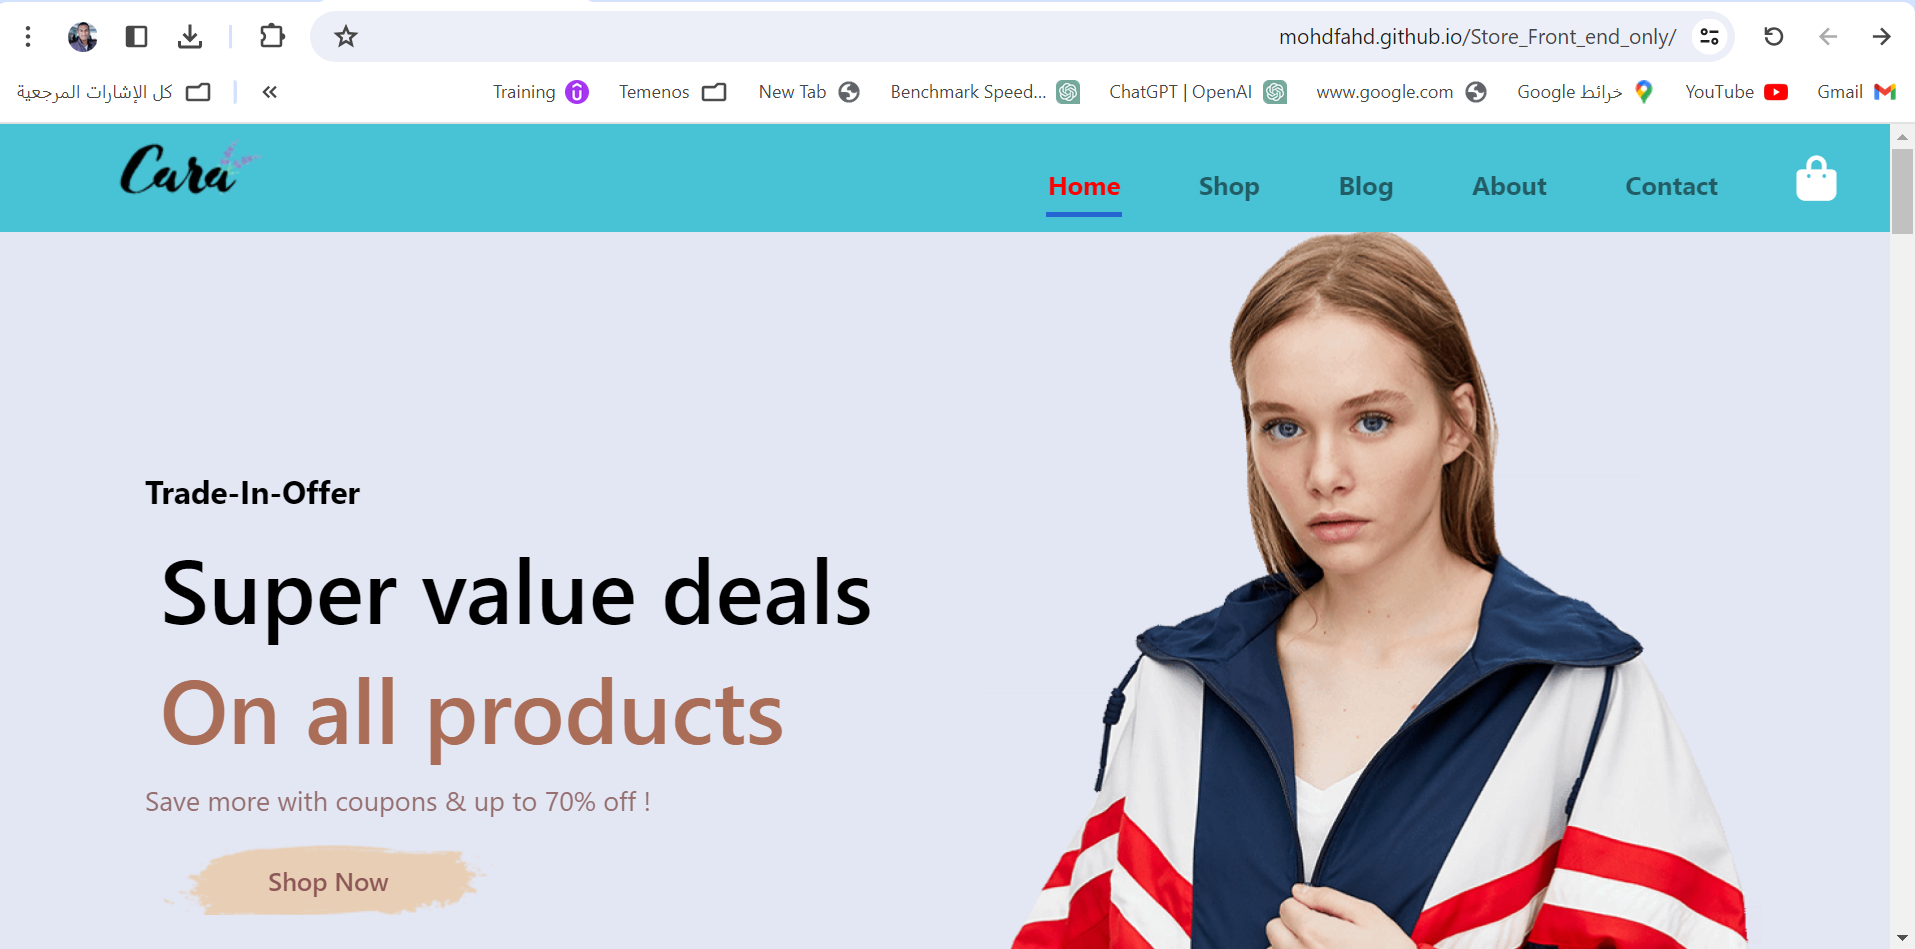 mohdfahd.github.io/Store_Front_end_only/
كل الإشارات المرجعية
«
Training
Temenos
New Tab
Benchmark Speed...
ChatGPT | OpenAI
www.google.com
خرائط Google
YouTube
Gmail
Cara
Home
Shop
Blog
About
Contact
Trade-In-Offer
Super value deals
On all products
Save more with coupons & up to 70% off !
Shop Now